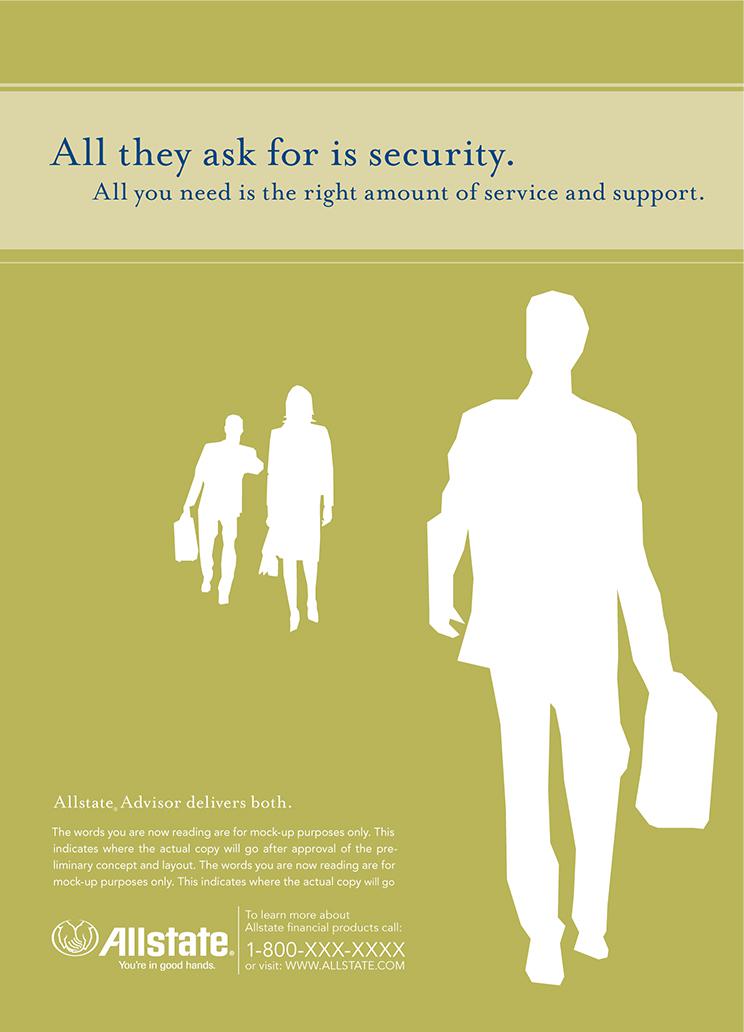 All they ask for is security.
All you need is the right amount of service and support.
Allstate® Advisor delivers both.
The words you are now reading are for mock-up purposes only. This
indicates where the actual copy will go after approval of the pre-
liminary concept and layout. The words you are now reading are for
mock-up purposes only. This indicates where the actual copy will go
Allstate®
You're in good hands.
To learn more about
Allstate financial products call:
1-800-XXX-XXXX
or visit: WWW.ALLSTATE.COM